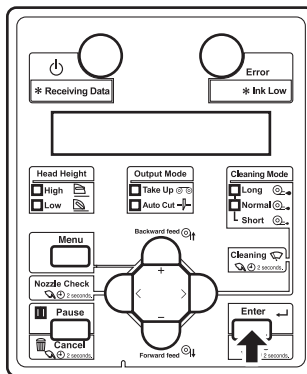 Error
* Receiving Data
* Ink Low
Head Height
High
Low
Output Mode
Take Up
Auto Cut
Cleaning Mode
Long
Normal
Short
Menu
Backward feed
+
Cleaning
2 seconds.
Nozzle Check
2 seconds.
< >
Pause
Cancel
2 seconds.
−
Forward feed
Enter